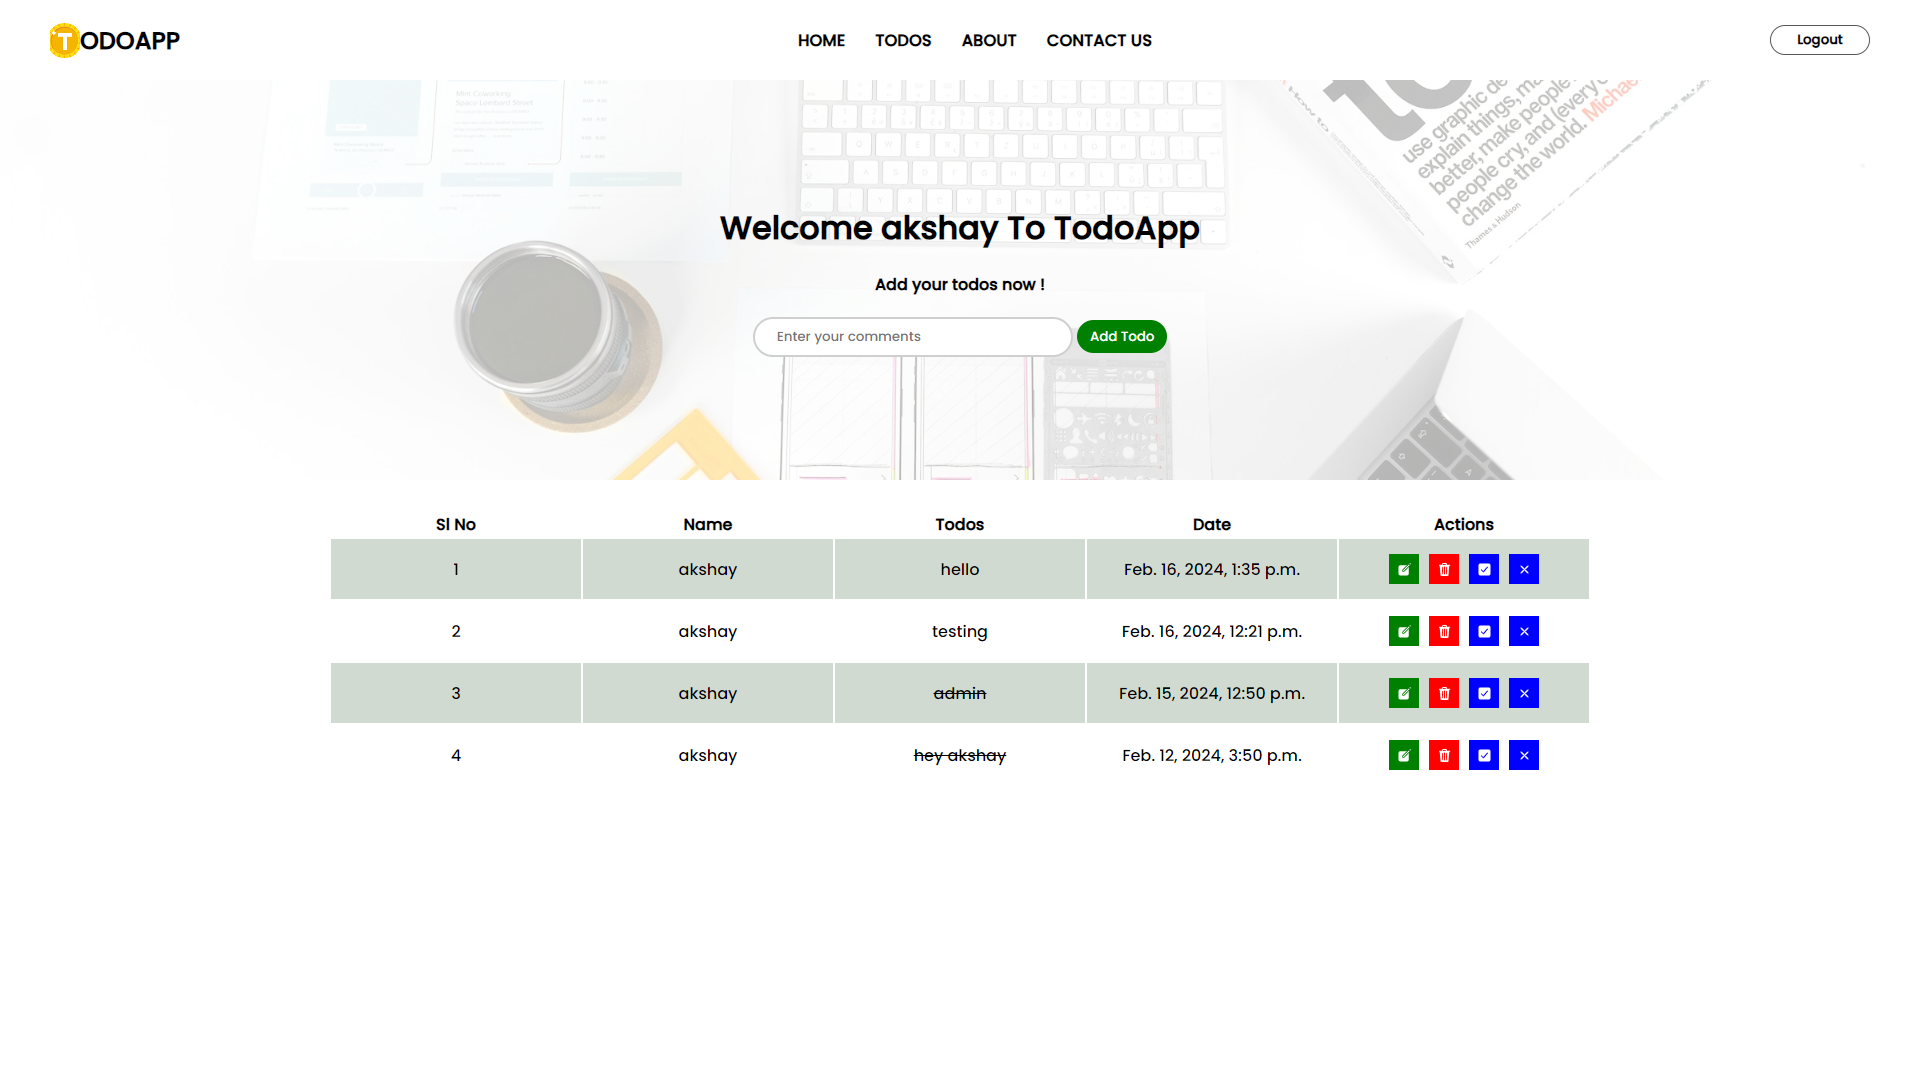 TODOAPP
HOME TODOS ABOUT CONTACT US
Logout
use graphic de
explain things, ma
better, make people
people cry, and (every
change the world. Michae
Thames & Hudson
Welcome akshay To TodoApp
Add your todos now !
Enter your comments
Add Todo
Sl No Name Todos Date Actions
1 akshay hello Feb. 16, 2024, 1:35 p.m.
2 akshay testing Feb. 16, 2024, 12:21 p.m.
3 akshay admin Feb. 15, 2024, 12:50 p.m.
4 akshay hey akshay Feb. 12, 2024, 3:50 p.m.